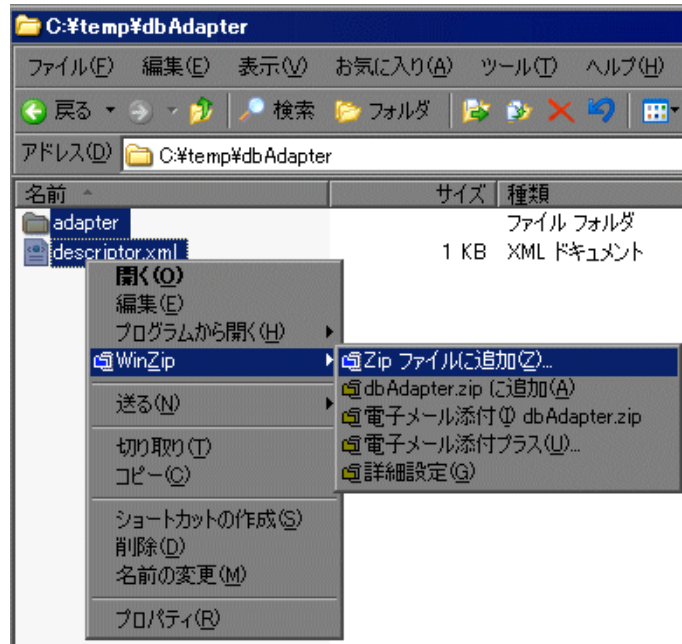 C:¥temp¥dbAdapter
ファイル(F) 編集(E) 表示(V) お気に入り(A) ツール(T) ヘルプ(H)
戻る 検索 フォルダ
アドレス(D) C:¥temp¥dbAdapter
名前 サイズ 種類
adapter ファイル フォルダ
descriptor.xml 1 KB XML ドキュメント
開く(O)
編集(E)
プログラムから開く(H)
WinZip
Zip ファイルに追加(Z)...
dbAdapter.zip に追加(A)
電子メール添付(I) dbAdapter.zip
電子メール添付プラス(U)...
詳細設定(G)
送る(N)
切り取り(T)
コピー(C)
ショートカットの作成(S)
削除(D)
名前の変更(M)
プロパティ(R)